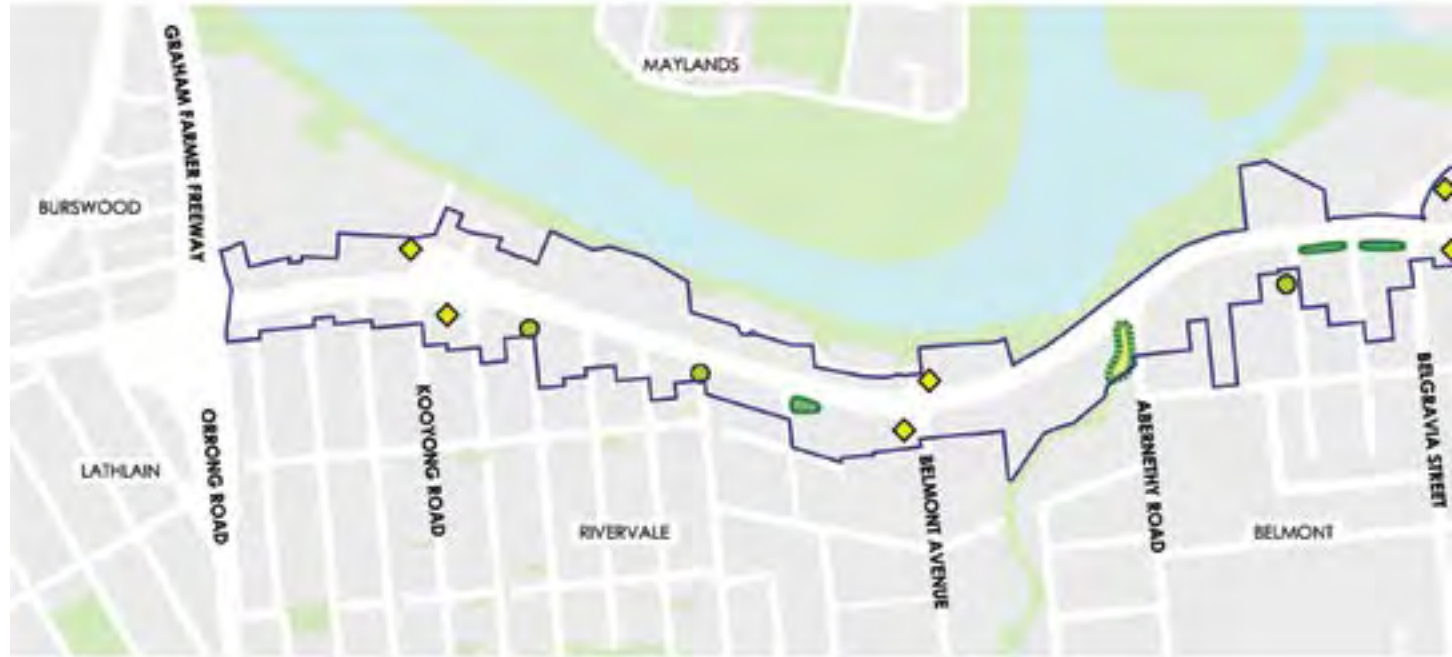 MAYLANDS
GRAHAM FARMER FREEWAY
BURSWOOD
BELGRAVIA STREET
KOOYONG ROAD
ABERNETHY ROAD
ORRONG ROAD
BELMONT AVENUE
LATHLAIN
RIVERVALE
BELMONT